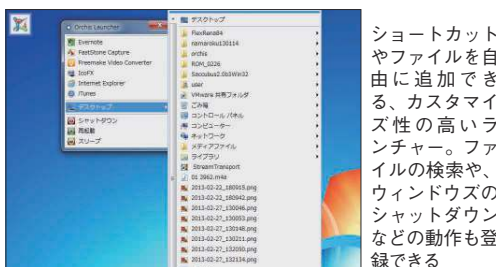 Orchis Launcher
Evernote
FastStone Capture
Freemake Video Converter
IcoFX
Internet Explorer
iTunes
デスクトップ
シャットダウン
再起動
スリープ
デスクトップ
FlexRena84
namaroku130114
orchis
ROM_0226
Sacoubus2.0b1Win32
user
VMware 共有フォルダ
ごみ箱
コントロール パネル
コンピューター
ネットワーク
メディアファイル
ライブラリ
StreamTransport
01 3962.m4a
2013-02-22_180915.png
2013-02-22_180942.png
2013-02-27_130046.png
2013-02-27_130053.png
2013-02-27_130148.png
2013-02-27_130211.png
2013-02-27_132050.png
2013-02-27_132134.png
ショートカット
やファイルを自
由に追加でき
る、カスタマイ
ズ性の高いラ
ンチャー。ファ
イルの検索や、
ウィンドウズの
シャットダウン
などの動作も登
録できる